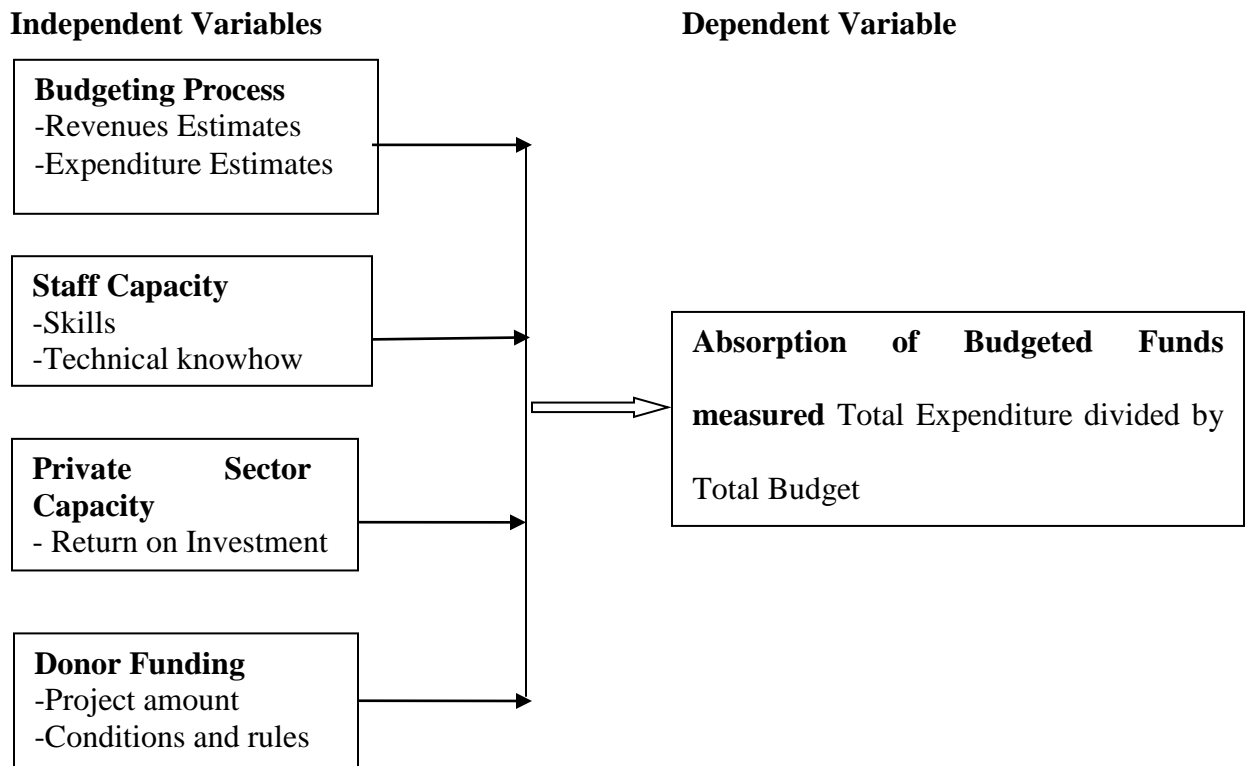 Independent Variables
Dependent Variable
Budgeting Process
-Revenues Estimates
-Expenditure Estimates
Staff Capacity
-Skills
-Technical knowhow
Private Sector
Capacity
- Return on Investment
Donor Funding
-Project amount
-Conditions and rules
Absorption of Budgeted Funds
measured Total Expenditure divided by
Total Budget